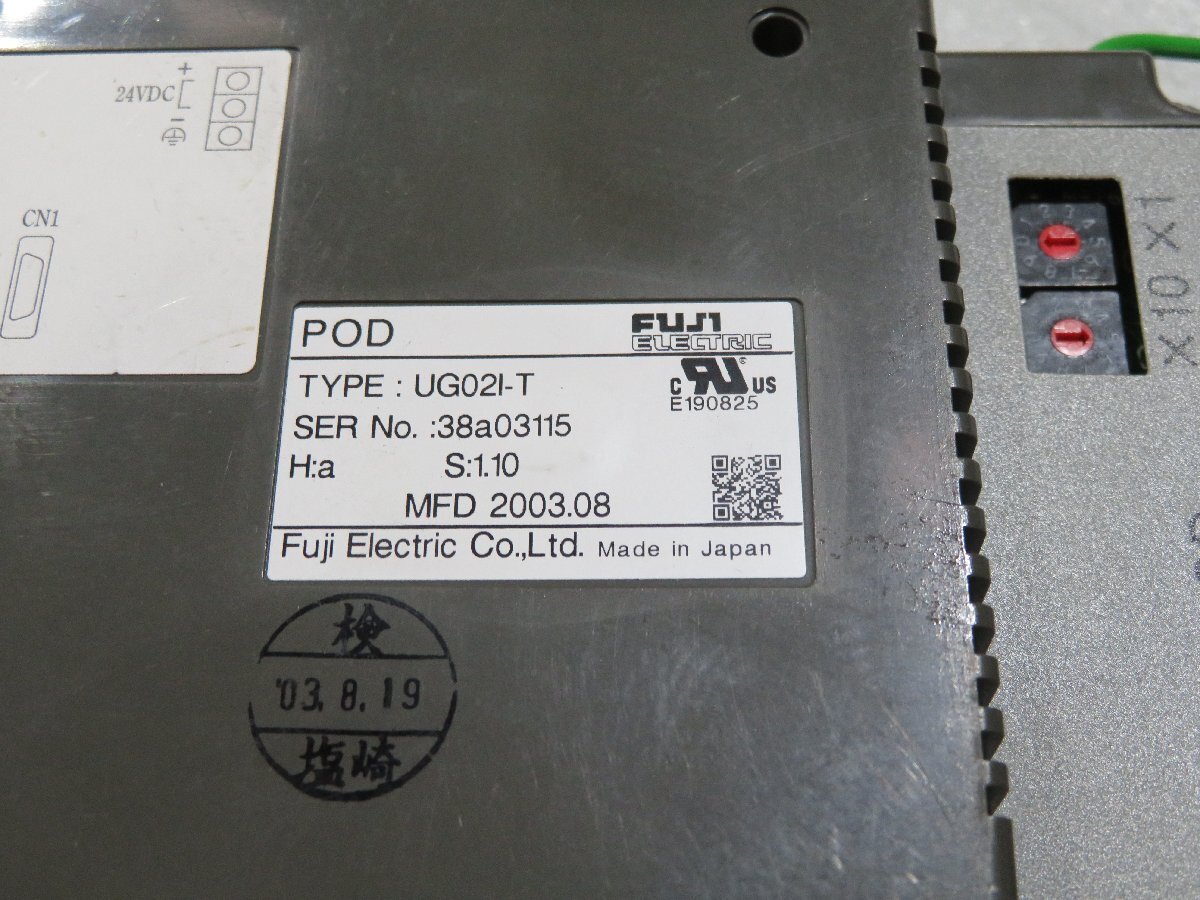 +
24VDC
−
CN1
POD
FUJI
ELECTRIC
TYPE : UG02I-T
C RU US
®
E190825
SER No. :38a03115
H:a S:1.10
MFD 2003.08
Fuji Electric Co.,Ltd. Made in Japan
検
'03.8.19
塩崎
X1
X10